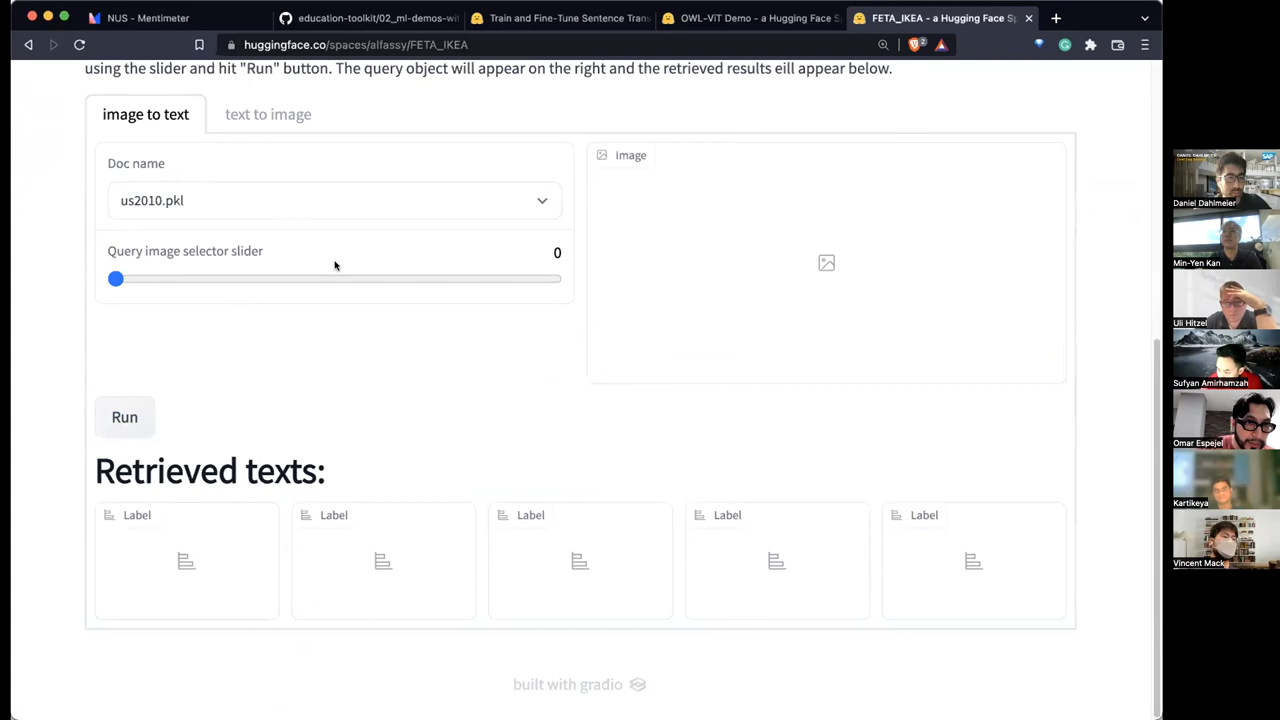 NUS - Mentimeter
education-toolkit/02_ml-demos-wit
Train and Fine-Tune Sentence Trans
OWL-ViT Demo - a Hugging Face S
FETA_IKEA - a Hugging Face Sp
huggingface.co/spaces/alfassy/FETA_IKEA
2
using the slider and hit "Run" button. The query object will appear on the right and the retrieved results eill appear below.
image to text
text to image
Doc name
us2010.pkl
Query image selector slider
0
Image
Run
Retrieved texts:
Label
Label
Label
Label
Label
built with gradio
SAP
Daniel Dahlmeier
Min-Yen Kan
Uli Hitzel
Sufyan Amirhamzah
Omar Espejel
Kartikeya
Vincent Mack